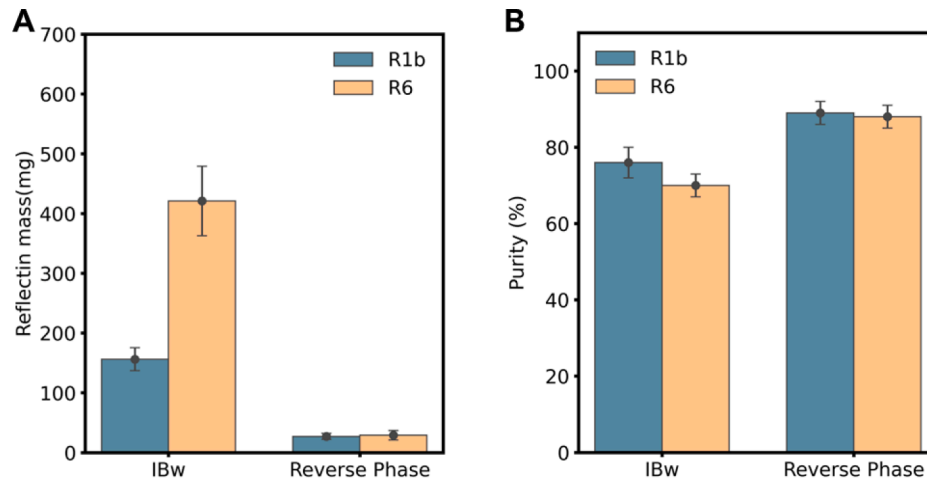 A
Reflectin mass(mg)
700
600
500
400
300
200
100
0
R1b
R6
IBw
Reverse Phase
B
Purity (%)
100
80
60
40
20
0
R1b
R6
IBw
Reverse Phase